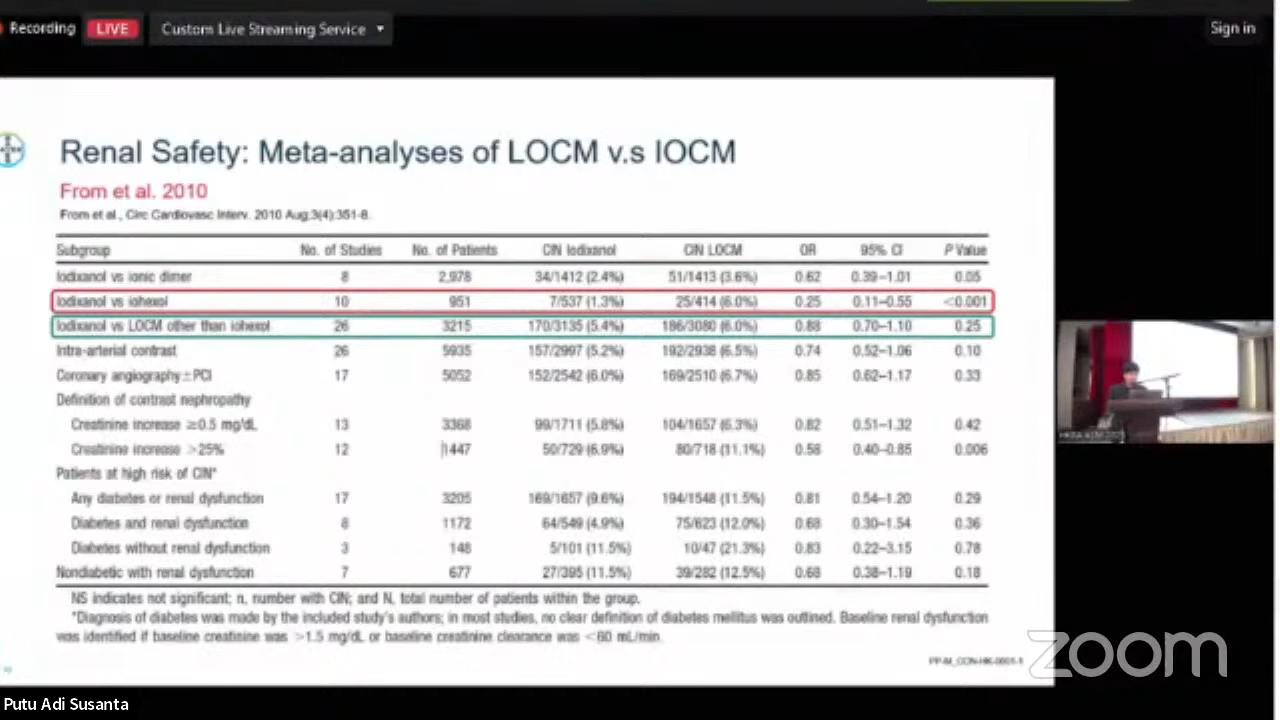 Recording LIVE Custom Live Streaming Service Sign in
Renal Safety: Meta-analyses of LOCM v.s IOCM
From et al. 2010
From et al., Circ Cardiovasc Interv. 2010 Aug;3(4):351-8.
Subgroup No. of Studies No. of Patients CIN Iodixanol CIN LOCM OR 95% CI P Value
Iodixanol vs ionic dimer 8 2,978 34/1412 (2.4%) 51/1413 (3.6%) 0.62 0.39–1.01 0.05
Iodixanol vs iohexol 10 951 7/537 (1.3%) 25/414 (6.0%) 0.25 0.11–0.55 <0.001
Iodixanol vs LOCM other than iohexol 26 3215 170/3135 (5.4%) 186/3080 (6.0%) 0.88 0.70–1.10 0.25
Intra-arterial contrast 26 5935 157/2997 (5.2%) 192/2938 (6.5%) 0.74 0.52–1.06 0.10
Coronary angiography±PCI 17 5052 152/2542 (6.0%) 169/2510 (6.7%) 0.85 0.62–1.17 0.33
Definition of contrast nephropathy
Creatinine increase ≥0.5 mg/dL 13 3368 99/1711 (5.8%) 104/1657 (6.3%) 0.82 0.51–1.32 0.42
Creatinine increase >25% 12 1447 50/729 (6.9%) 80/718 (11.1%) 0.58 0.40–0.85 0.006
Patients at high risk of CIN*
Any diabetes or renal dysfunction 17 3205 169/1657 (9.6%) 194/1548 (11.5%) 0.81 0.54–1.20 0.29
Diabetes and renal dysfunction 8 1172 64/549 (4.9%) 75/623 (12.0%) 0.68 0.30–1.54 0.36
Diabetes without renal dysfunction 3 148 5/101 (11.5%) 10/47 (21.3%) 0.83 0.22–3.15 0.78
Nondiabetic with renal dysfunction 7 677 27/395 (11.5%) 39/282 (12.5%) 0.68 0.38–1.19 0.18
NS indicates not significant; n, number with CIN; and N, total number of patients within the group.
*Diagnosis of diabetes was made by the included study's authors; in most studies, no clear definition of diabetes mellitus was outlined. Baseline renal dysfunction
was identified if baseline creatinine was >1.5 mg/dL or baseline creatinine clearance was <60 mL/min.
PP-M_CON-HK-0001-1
zoom
Putu Adi Susanta